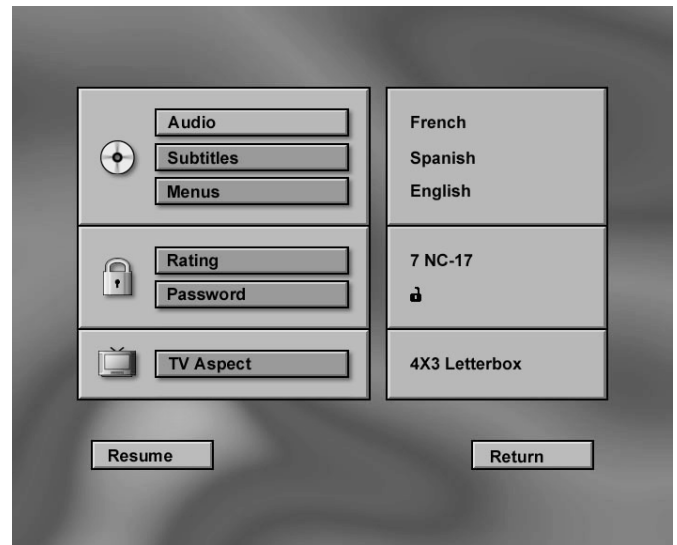 Audio French
Subtitles Spanish
Menus English
Rating 7 NC-17
Password
TV Aspect 4X3 Letterbox
Resume Return